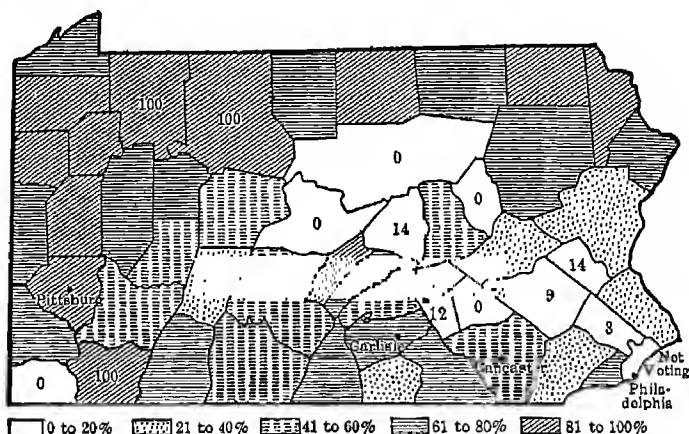 100
100
0
0
0
14
14
9
Pittsburg
12
0
3
Carlisle
Lancaster
Not
Voting
0
100
Phila-
delphia
0 to 20% 21 to 40% 41 to 60% 61 to 80% 81 to 100%